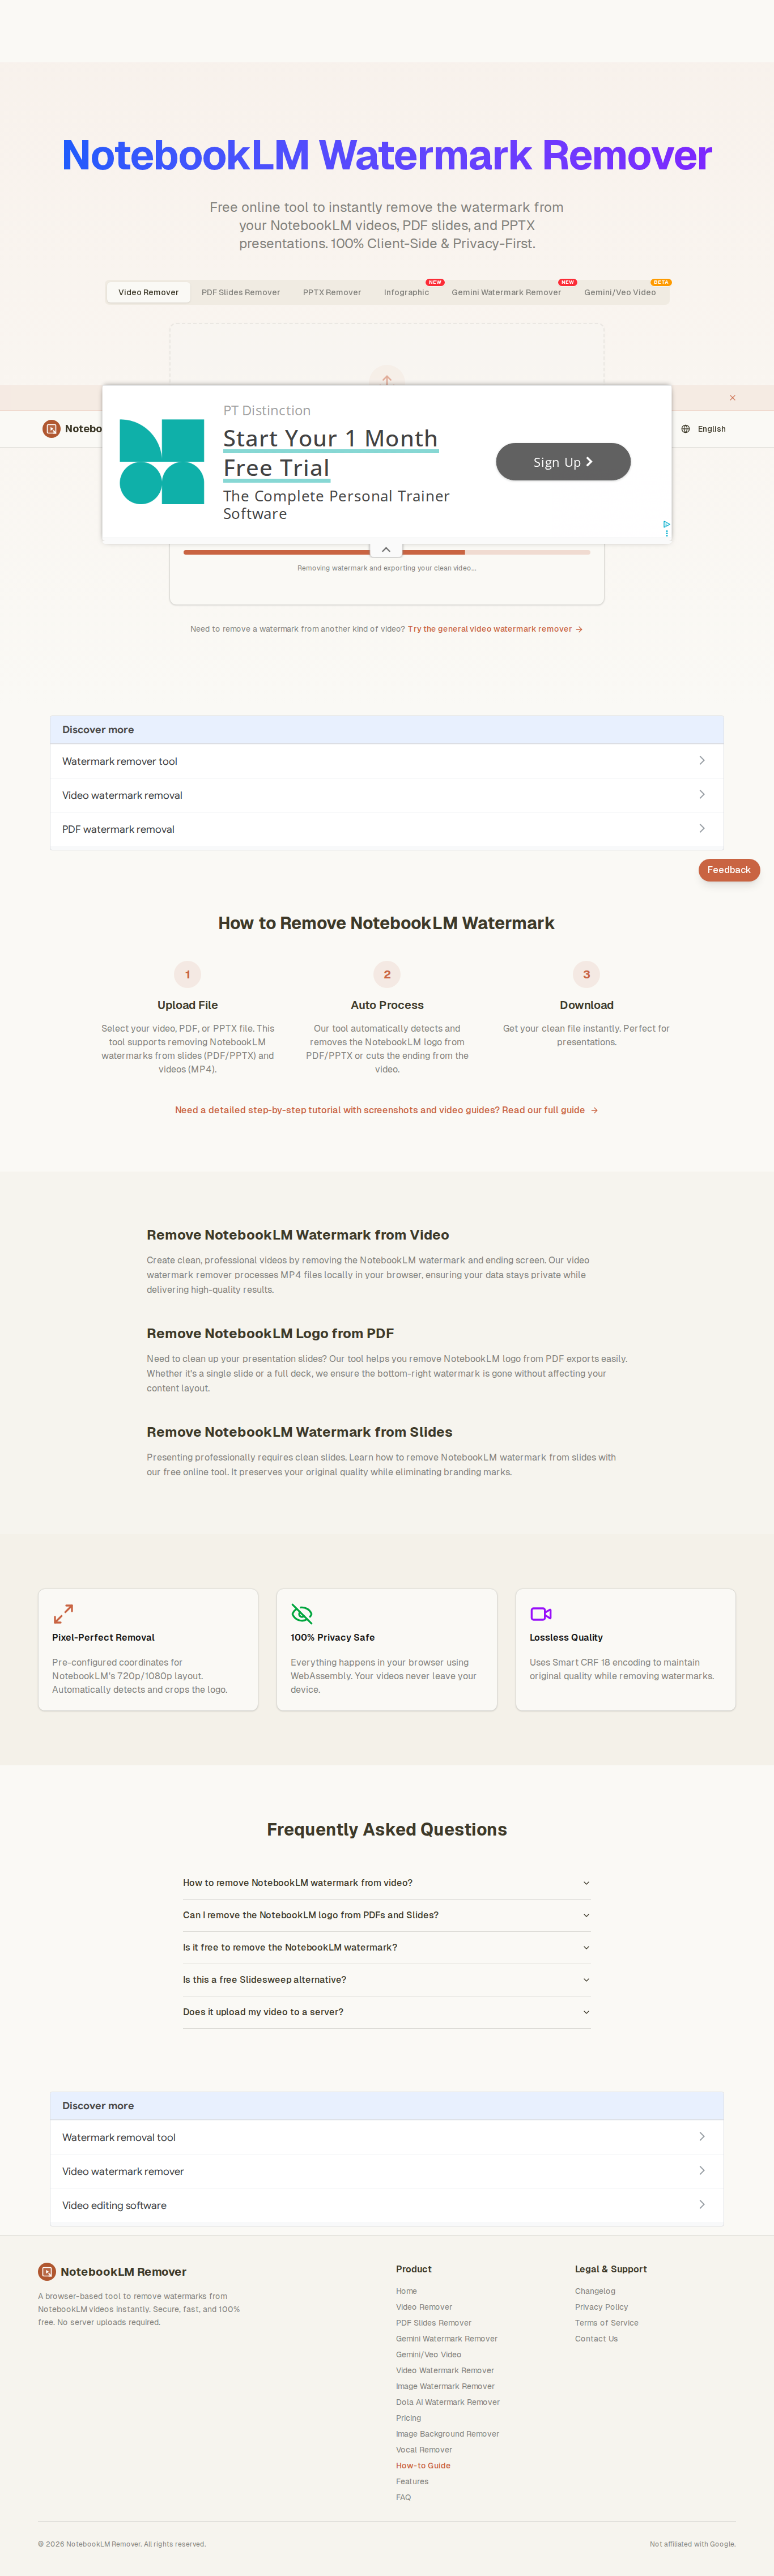 NotebookLM Watermark Remover
Free online tool to instantly remove the watermark from
your NotebookLM videos, PDF slides, and PPTX
presentations. 100% Client-Side & Privacy-First.
Video Remover
PDF Slides Remover
PPTX Remover
Infographic
NEW
Gemini Watermark Remover
NEW
Gemini/Veo Video
BETA
Notebo
English
PT Distinction
Start Your 1 Month
Free Trial
The Complete Personal Trainer
Software
Sign Up
Removing watermark and exporting your clean video...
Need to remove a watermark from another kind of video? Try the general video watermark remover →
Discover more
Watermark remover tool
Video watermark removal
PDF watermark removal
Feedback
How to Remove NotebookLM Watermark
1
Upload File
Select your video, PDF, or PPTX file. This
tool supports removing NotebookLM
watermarks from slides (PDF/PPTX) and
videos (MP4).
2
Auto Process
Our tool automatically detects and
removes the NotebookLM logo from
PDF/PPTX or cuts the ending from the
video.
3
Download
Get your clean file instantly. Perfect for
presentations.
Need a detailed step-by-step tutorial with screenshots and video guides? Read our full guide →
Remove NotebookLM Watermark from Video
Create clean, professional videos by removing the NotebookLM watermark and ending screen. Our video
watermark remover processes MP4 files locally in your browser, ensuring your data stays private while
delivering high-quality results.
Remove NotebookLM Logo from PDF
Need to clean up your presentation slides? Our tool helps you remove NotebookLM logo from PDF exports easily.
Whether it's a single slide or a full deck, we ensure the bottom-right watermark is gone without affecting your
content layout.
Remove NotebookLM Watermark from Slides
Presenting professionally requires clean slides. Learn how to remove NotebookLM watermark from slides with
our free online tool. It preserves your original quality while eliminating branding marks.
Pixel-Perfect Removal
Pre-configured coordinates for
NotebookLM's 720p/1080p layout.
Automatically detects and crops the logo.
100% Privacy Safe
Everything happens in your browser using
WebAssembly. Your videos never leave your
device.
Lossless Quality
Uses Smart CRF 18 encoding to maintain
original quality while removing watermarks.
Frequently Asked Questions
How to remove NotebookLM watermark from video?
Can I remove the NotebookLM logo from PDFs and Slides?
Is it free to remove the NotebookLM watermark?
Is this a free Slidesweep alternative?
Does it upload my video to a server?
Discover more
Watermark removal tool
Video watermark remover
Video editing software
NotebookLM Remover
A browser-based tool to remove watermarks from
NotebookLM videos instantly. Secure, fast, and 100%
free. No server uploads required.
Product
Home
Video Remover
PDF Slides Remover
Gemini Watermark Remover
Gemini/Veo Video
Video Watermark Remover
Image Watermark Remover
Dola AI Watermark Remover
Pricing
Image Background Remover
Vocal Remover
How-to Guide
Features
FAQ
Legal & Support
Changelog
Privacy Policy
Terms of Service
Contact Us
© 2026 NotebookLM Remover. All rights reserved.
Not affiliated with Google.